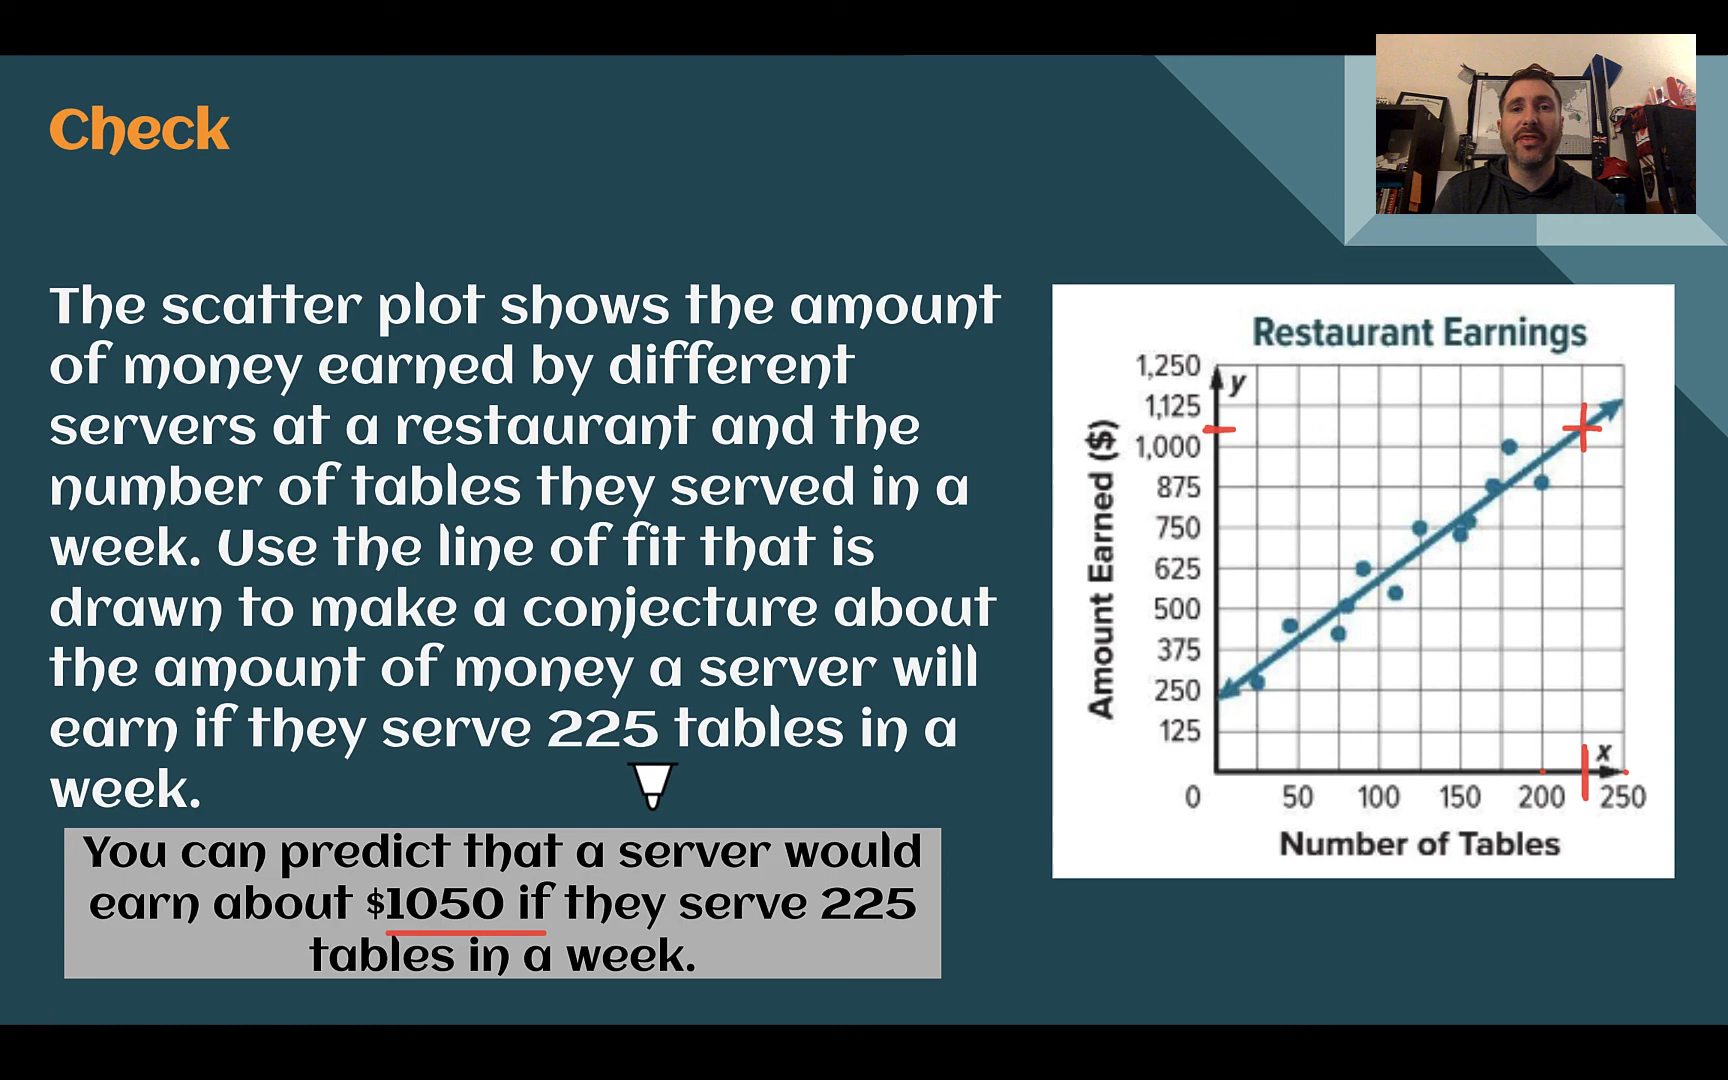 Check
The scatter plot shows the amount
of money earned by different
servers at a restaurant and the
number of tables they served in a
week. Use the line of fit that is
drawn to make a conjecture about
the amount of money a server will
earn if they serve 225 tables in a
week.
You can predict that a server would
earn about $1050 if they serve 225
tables in a week.
Restaurant Earnings
Amount Earned ($)
1,250
1,125
1,000
875
750
625
500
375
250
125
y
x
0 50 100 150 200 250
Number of Tables